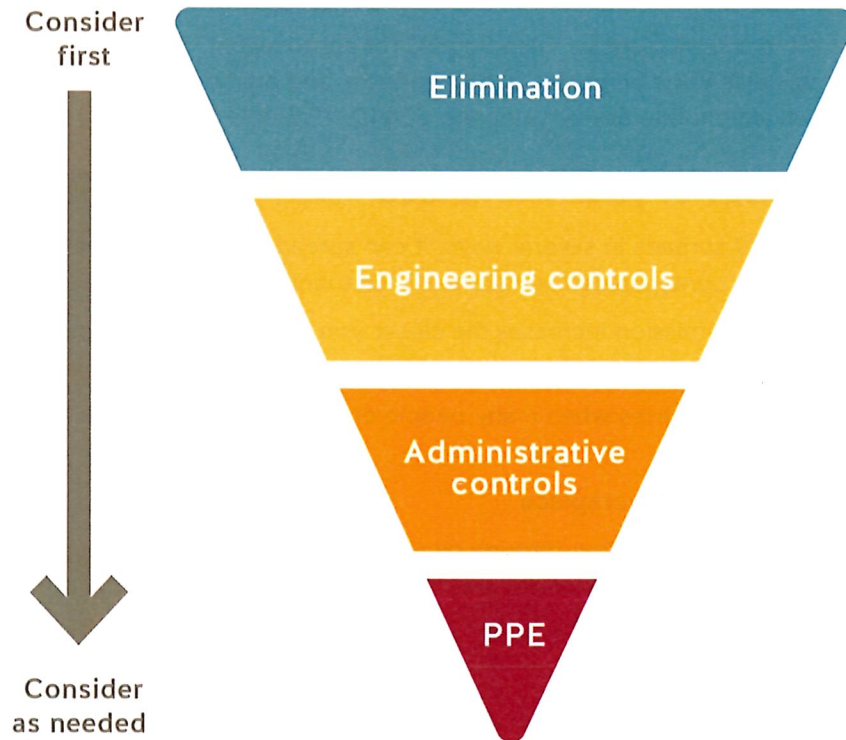 Consider
first
Elimination
Engineering controls
Administrative
controls
PPE
Consider
as needed